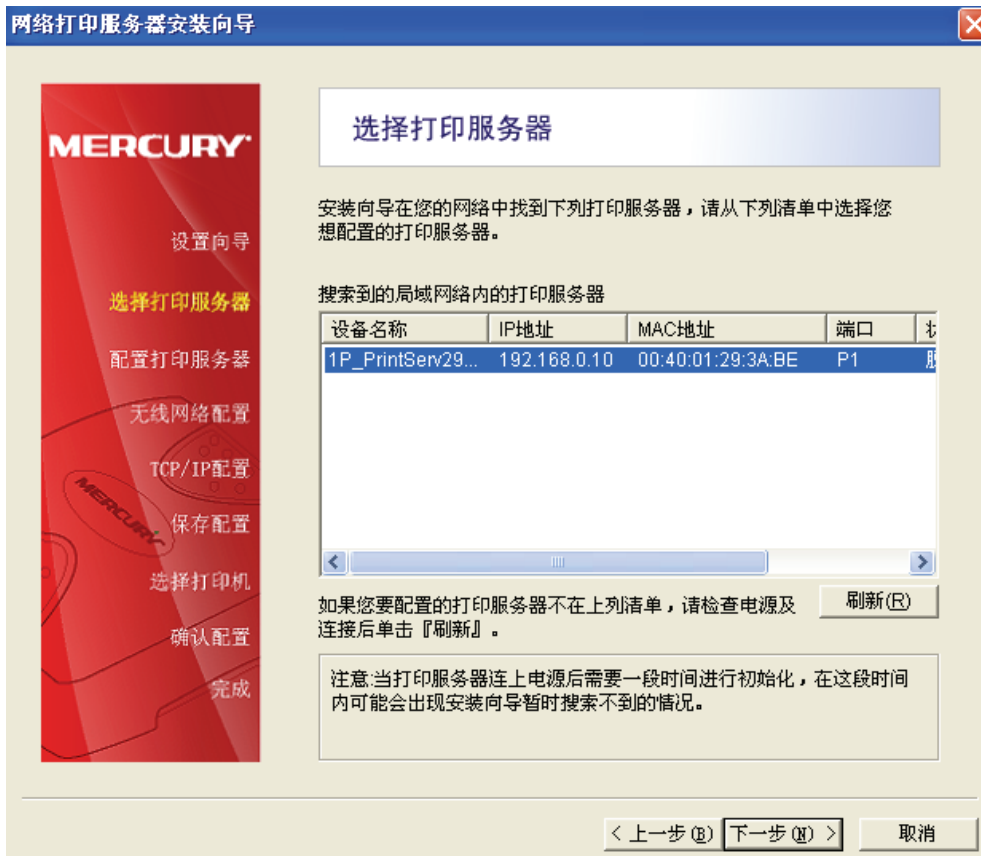 网络打印服务器安装向导
MERCURY
设置向导
选择打印服务器
配置打印服务器
无线网络配置
TCP/IP配置
MERCURY
保存配置
选择打印机
确认配置
完成
选择打印服务器
安装向导在您的网络中找到下列打印服务器，请从下列清单中选择您
想配置的打印服务器。
搜索到的局域网络内的打印服务器
设备名称 IP地址 MAC地址 端口
1P_PrintServ29... 192.168.0.10 00:40:01:29:3A:BE P1
如果您要配置的打印服务器不在上列清单，请检查电源及
连接后单击『刷新』。
刷新(R)
注意:当打印服务器连上电源后需要一段时间进行初始化，在这段时间
内可能会出现安装向导暂时搜索不到的情况。
< 上一步(B) 下一步(N) > 取消